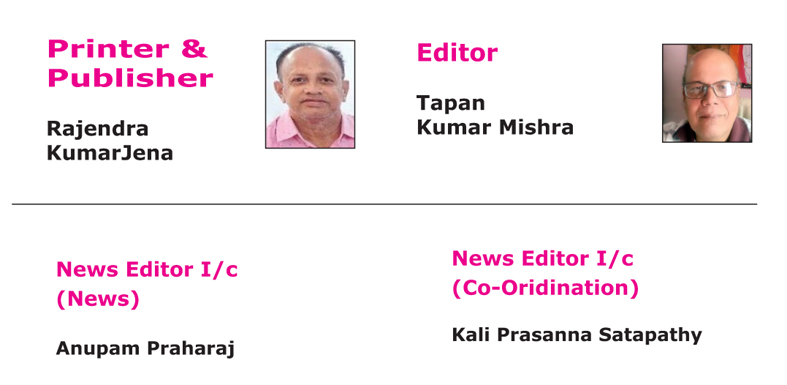 Printer &
Publisher
Rajendra
KumarJena
Editor
Tapan
Kumar Mishra
News Editor I/c
(News)
Anupam Praharaj
News Editor I/c
(Co-Oridination)
Kali Prasanna Satapathy